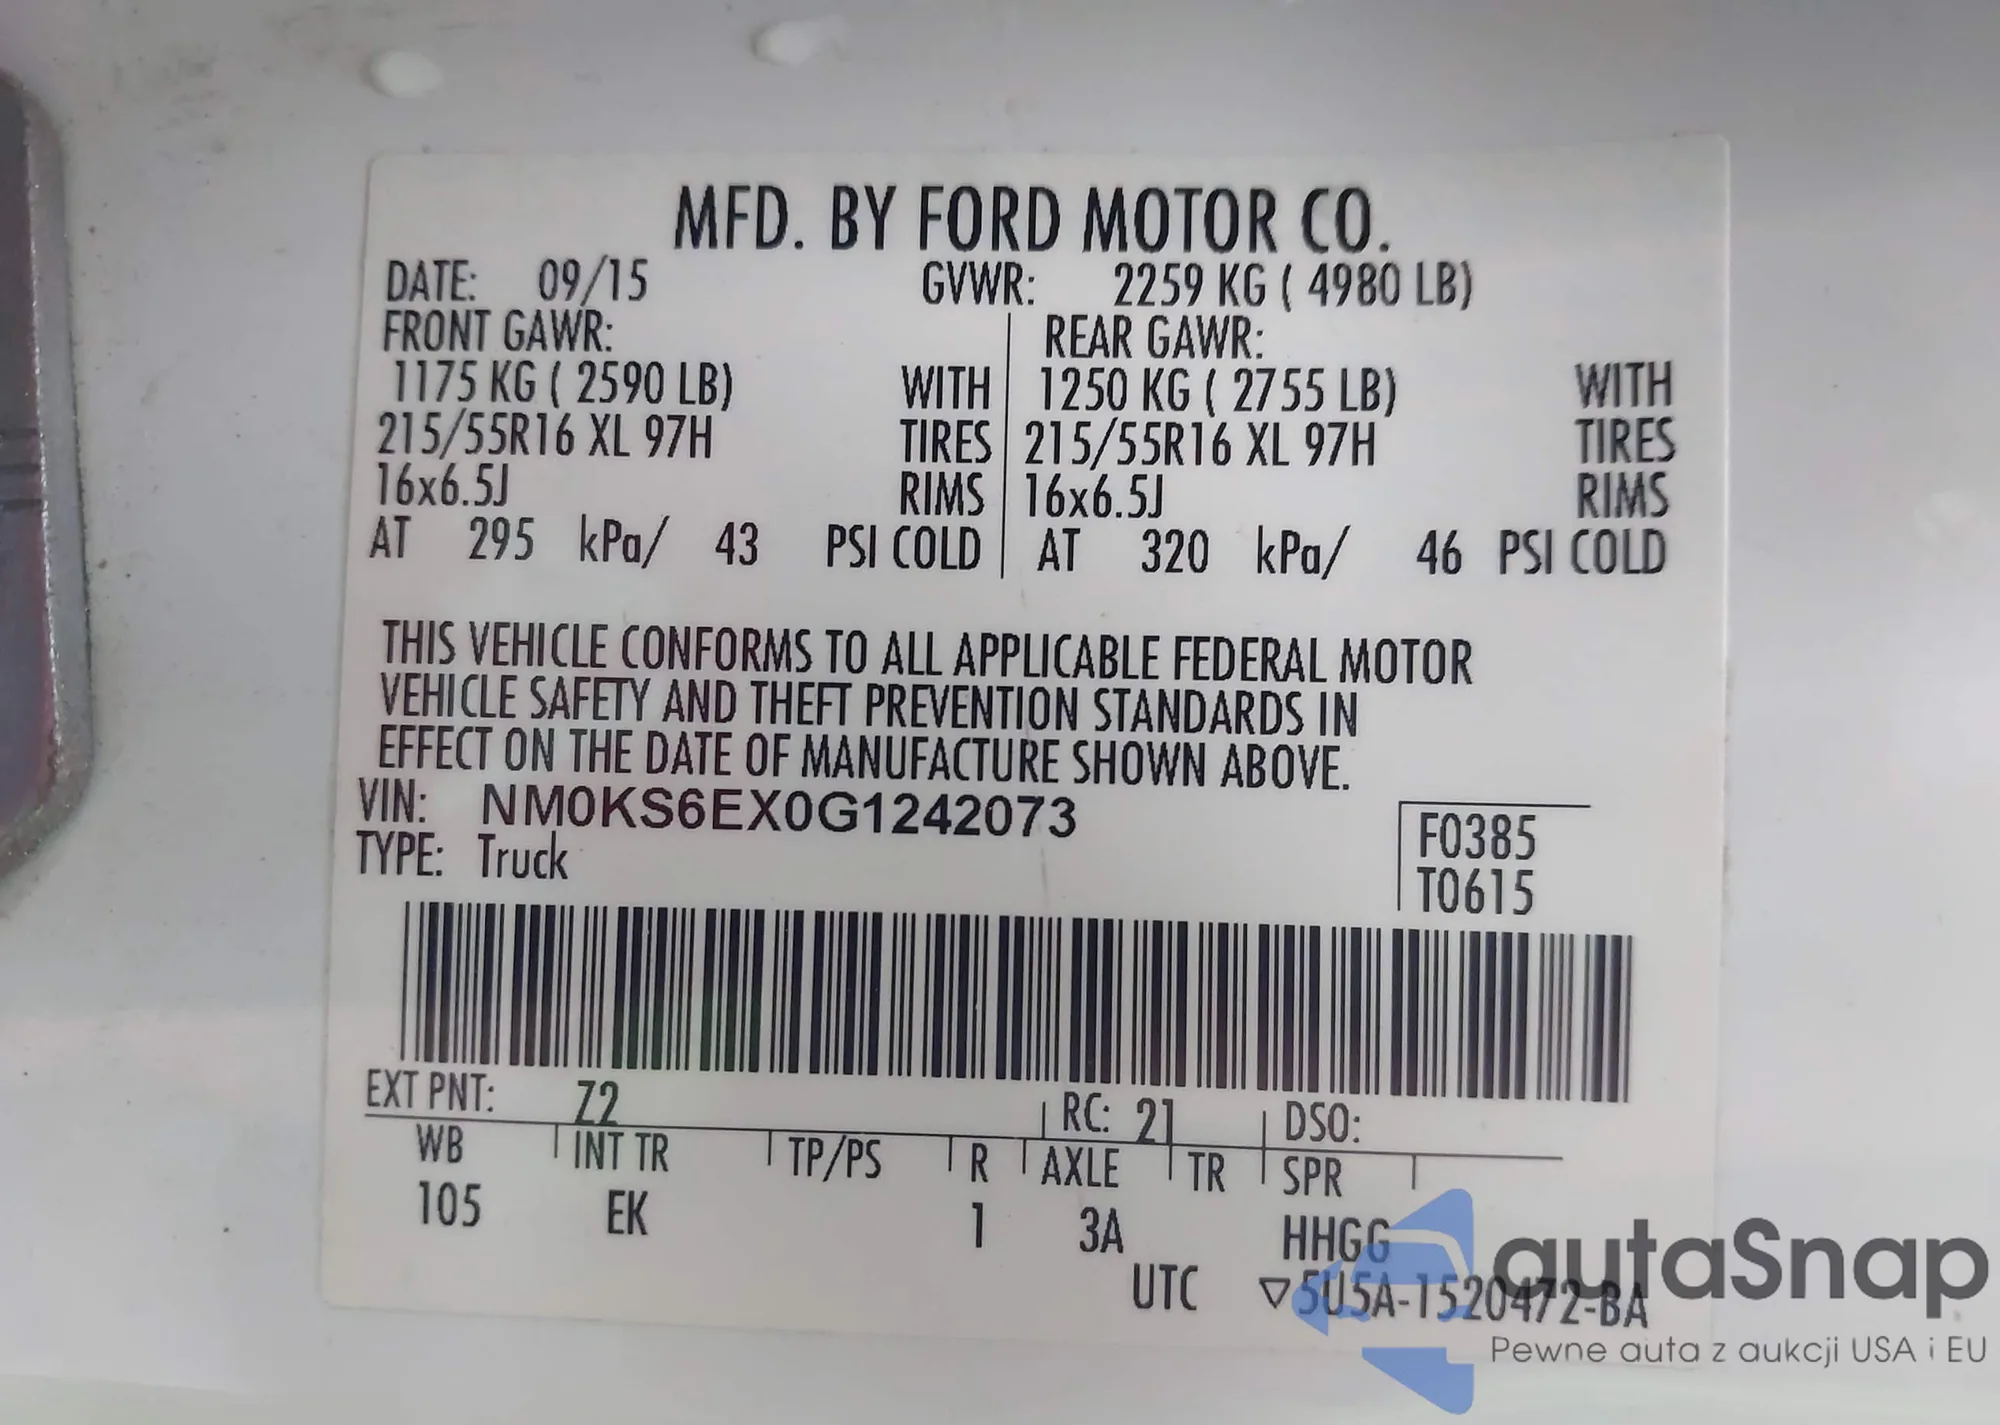 MFD. BY FORD MOTOR CO.
DATE: 09/15 GVWR: 2259 KG ( 4980 LB)
FRONT GAWR: REAR GAWR:
1175 KG ( 2590 LB) WITH 1250 KG ( 2755 LB) WITH
215/55R16 XL 97H TIRES 215/55R16 XL 97H TIRES
16x6.5J RIMS 16x6.5J RIMS
AT 295 kPa/ 43 PSI COLD AT 320 kPa/ 46 PSI COLD
THIS VEHICLE CONFORMS TO ALL APPLICABLE FEDERAL MOTOR
VEHICLE SAFETY AND THEFT PREVENTION STANDARDS IN
EFFECT ON THE DATE OF MANUFACTURE SHOWN ABOVE.
VIN: NM0KS6EX0G1242073
F0385
TYPE: Truck
T0615
EXT PNT: Z2 RC: 21 DSO:
WB INT TR TP/PS R AXLE TR SPR
105 EK 1 3A HHGG
UTC ▽5U5A-1520472-BA
autaSnap
Pewne auta z aukcji USA i EU